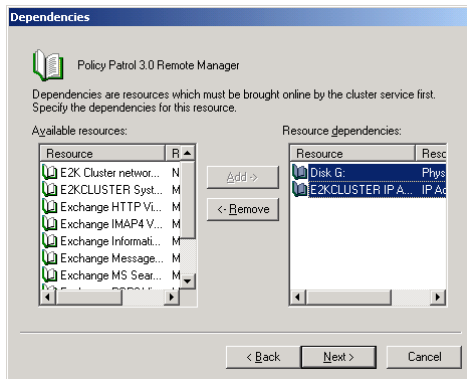 Dependencies
Policy Patrol 3.0 Remote Manager
Dependencies are resources which must be brought online by the cluster service first.
Specify the dependencies for this resource.
Available resources:
Resource R
E2K Cluster networ... N
E2KCLUSTER Syst... M
Exchange HTTP Vi... M
Exchange IMAP4 V... M
Exchange Informati... M
Exchange Message... M
Exchange MS Sear... M
Add ->
<- Remove
Resource dependencies:
Resource Resc
Disk G: Phys
E2KCLUSTER IP A... IP Ad
< Back
Next >
Cancel